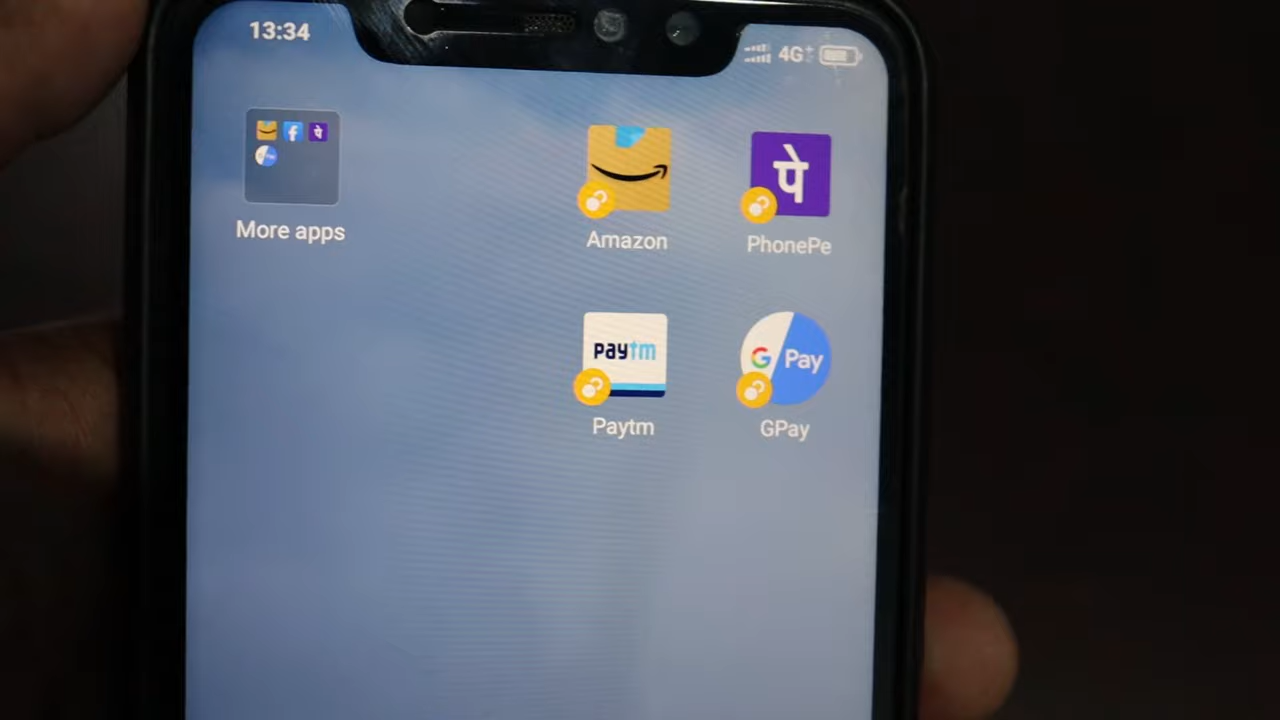 13:34
4G+
f पे
More apps
Amazon
पे
PhonePe
paytm
Paytm
G Pay
GPay